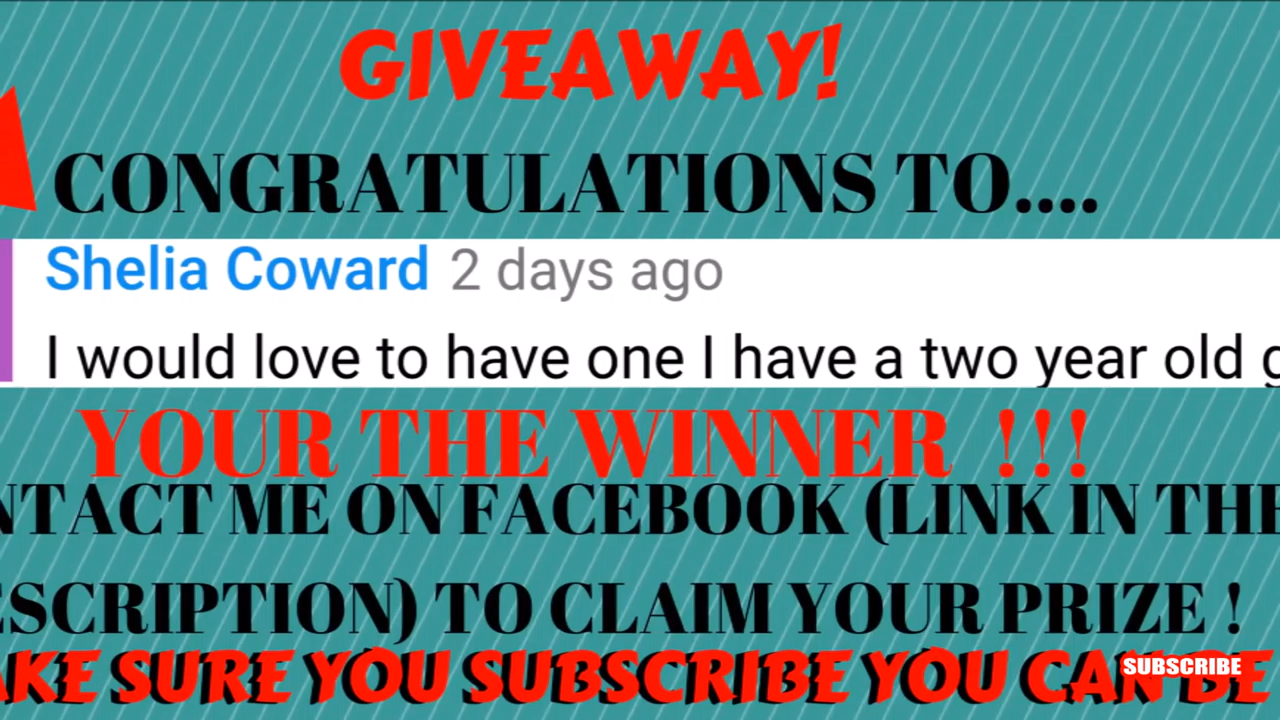 GIVEAWAY!
CONGRATULATIONS TO....
Shelia Coward 2 days ago
I would love to have one I have a two year old g
YOUR THE WINNER !!!
NTACT ME ON FACEBOOK (LINK IN THE
ESCRIPTION) TO CLAIM YOUR PRIZE !
AKE SURE YOU SUBSCRIBE YOU CAN BE
SUBSCRIBE